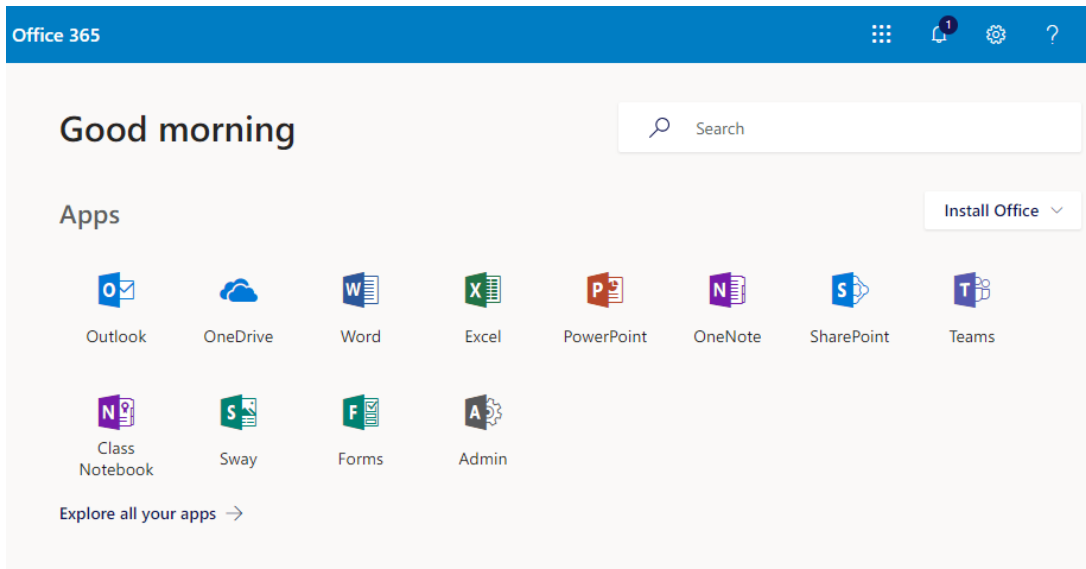 Office 365
1
?
Good morning
Search
Apps
Install Office
Outlook OneDrive Word Excel PowerPoint OneNote SharePoint Teams
Class Notebook Sway Forms Admin
Explore all your apps →